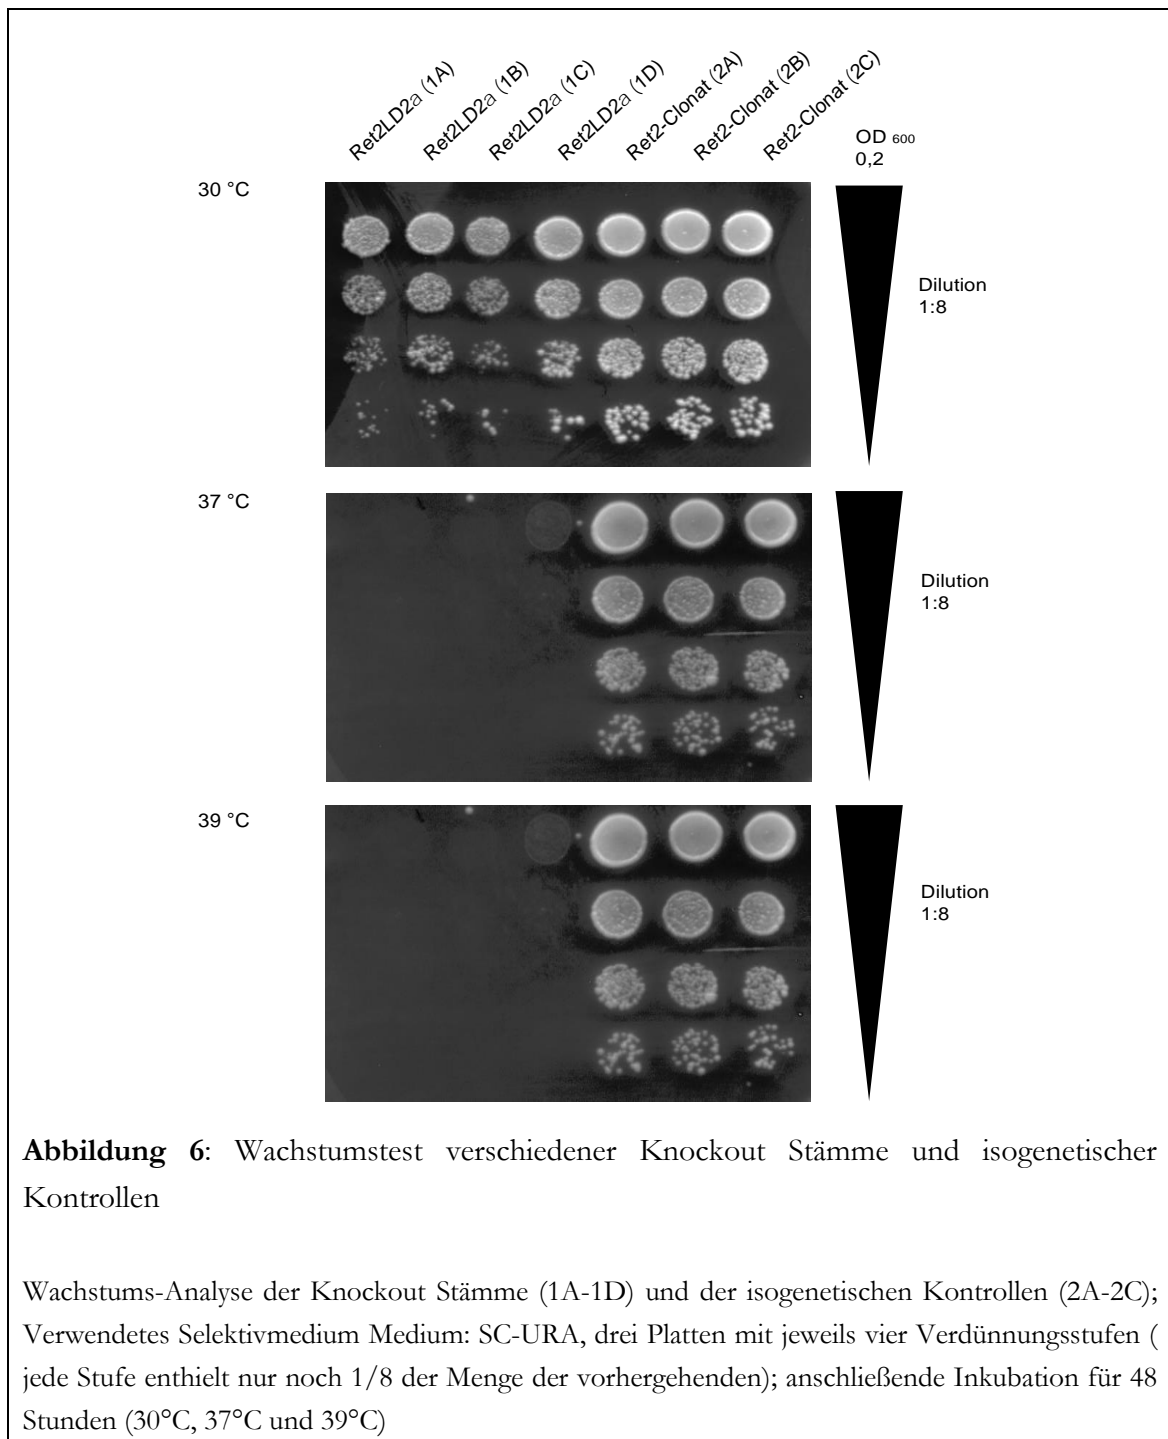 Ret2LD2a (1A)
Ret2LD2a (1B)
Ret2LD2a (1C)
Ret2LD2a (1D)
Ret2-Clonat (2A)
Ret2-Clonat (2B)
Ret2-Clonat (2C)
OD 600
0,2
30 °C
Dilution
1:8
37 °C
Dilution
1:8
39 °C
Dilution
1:8
Abbildung 6: Wachstumstest verschiedener Knockout Stämme und isogenetischer
Kontrollen
Wachstums-Analyse der Knockout Stämme (1A-1D) und der isogenetischen Kontrollen (2A-2C);
Verwendetes Selektivmedium Medium: SC-URA, drei Platten mit jeweils vier Verdünnungsstufen (
jede Stufe enthielt nur noch 1/8 der Menge der vorhergehenden); anschließende Inkubation für 48
Stunden (30°C, 37°C und 39°C)